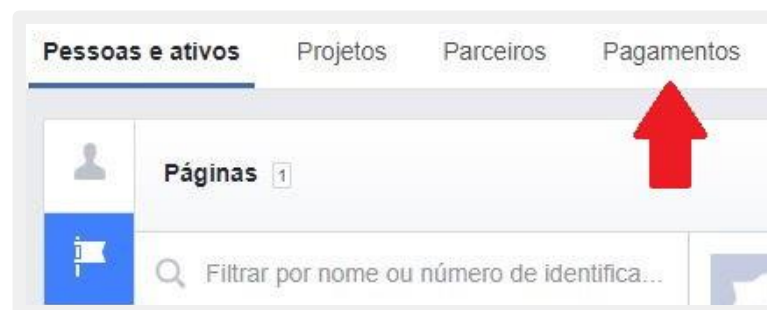 Pessoas e ativos Projetos Parceiros Pagamentos
Páginas 1
Filtrar por nome ou número de identifica...